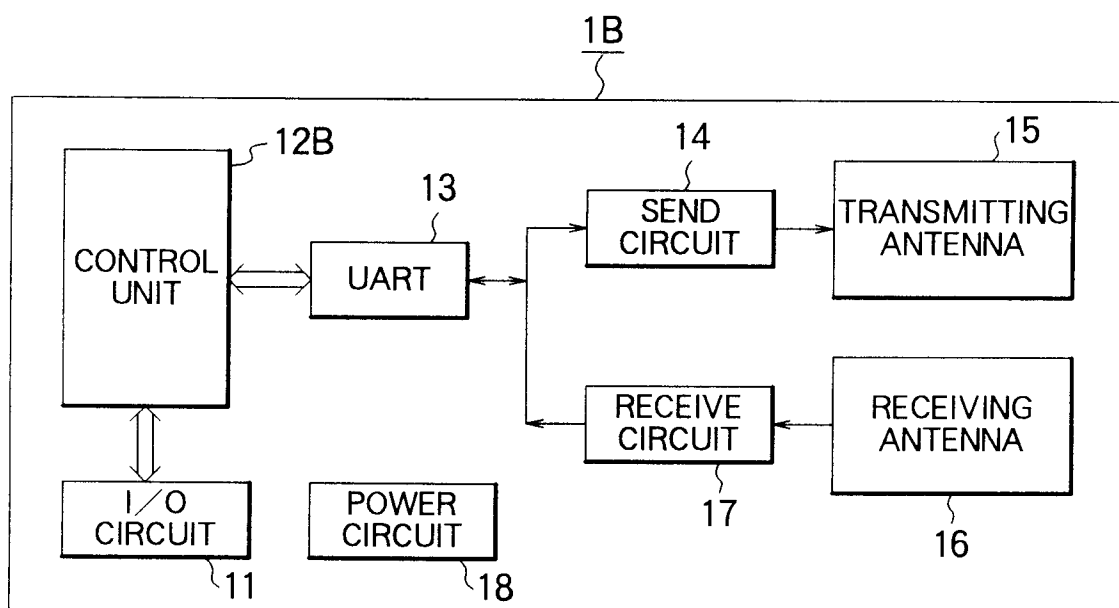 1B
12B
CONTROL
UNIT
13
UART
14
SEND
CIRCUIT
15
TRANSMITTING
ANTENNA
RECEIVE
CIRCUIT
17
RECEIVING
ANTENNA
16
I/O
CIRCUIT
11
POWER
CIRCUIT
18